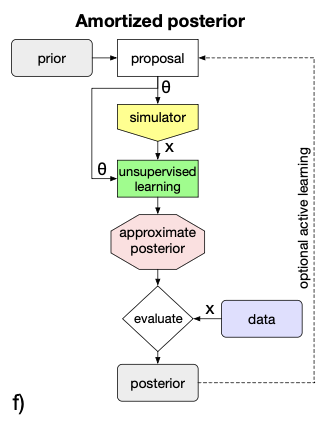 Amortized posterior
prior
proposal
θ
simulator
x
θ
unsupervised
learning
approximate
posterior
evaluate
x
data
posterior
optional active learning
f)